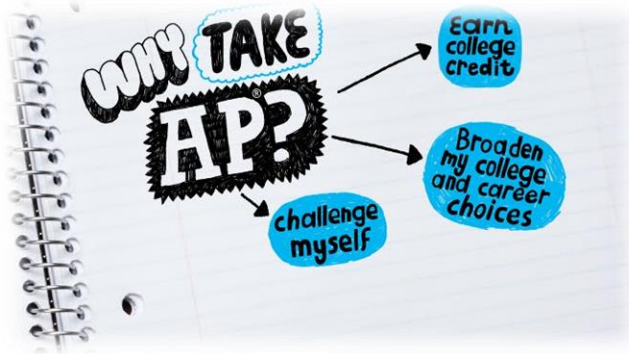 WHY TAKE
AP®?
Earn
college
credit
Broaden
my college
and career
choices
challenge
myself